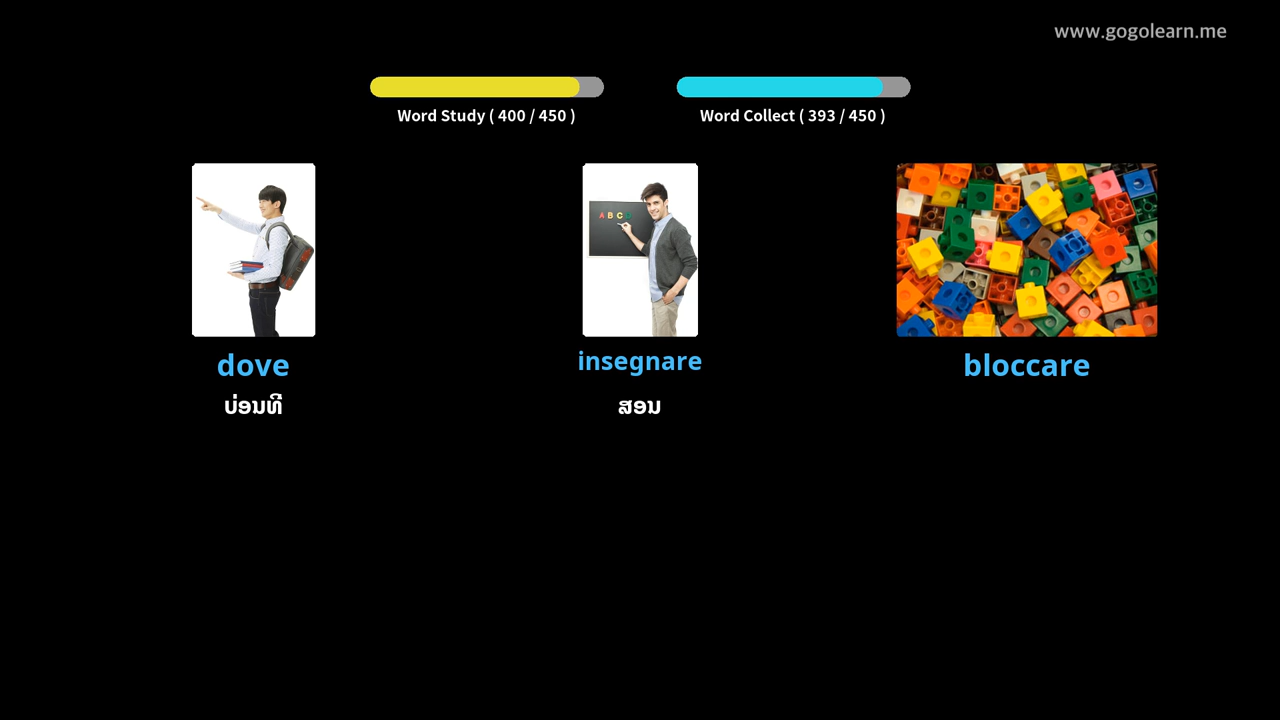 www.gogolearn.me
Word Study ( 400 / 450 )
Word Collect ( 393 / 450 )
A B C D
dove
insegnare
bloccare
ບ່ອນທີ່
ສອນ